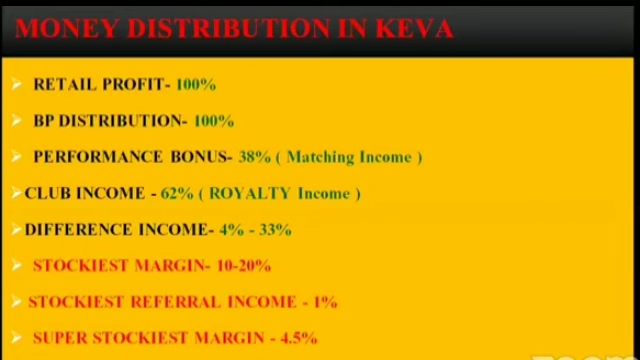 MONEY DISTRIBUTION IN KEVA
RETAIL PROFIT- 100%
BP DISTRIBUTION- 100%
PERFORMANCE BONUS- 38% ( Matching Income )
CLUB INCOME - 62% ( ROYALTY Income )
DIFFERENCE INCOME- 4% - 33%
STOCKIEST MARGIN- 10-20%
STOCKIEST REFERRAL INCOME - 1%
SUPER STOCKIEST MARGIN - 4.5%
zoom